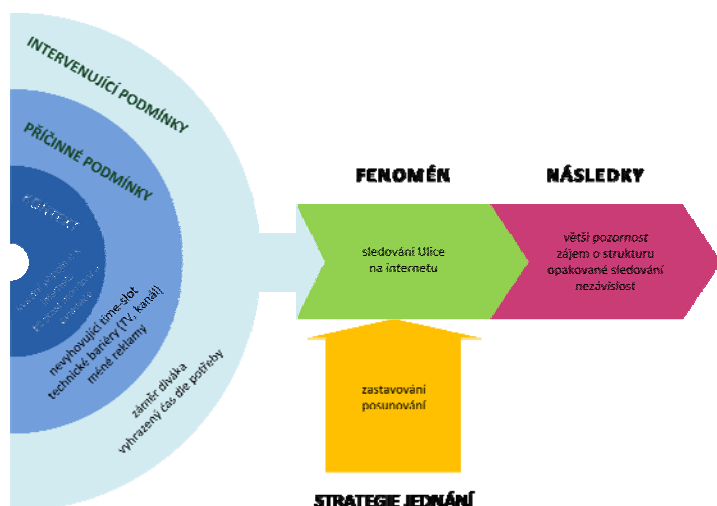 INTERVENUJÍCÍ PODMÍNKY
PŘÍČINNÉ PODMÍNKY
KONTEXT
nevyhovující time-slot
technické bariéry (TV, kanál)
méně reklamy
záměr diváka
vyhrazený čas dle potřeby
FENOMÉN
sledování Ulice
na internetu
NÁSLEDKY
větší pozornost
zájem o strukturu
opakované sledování
nezávislost
zastavování
posunování
STRATEGIE JEDNÁNÍ